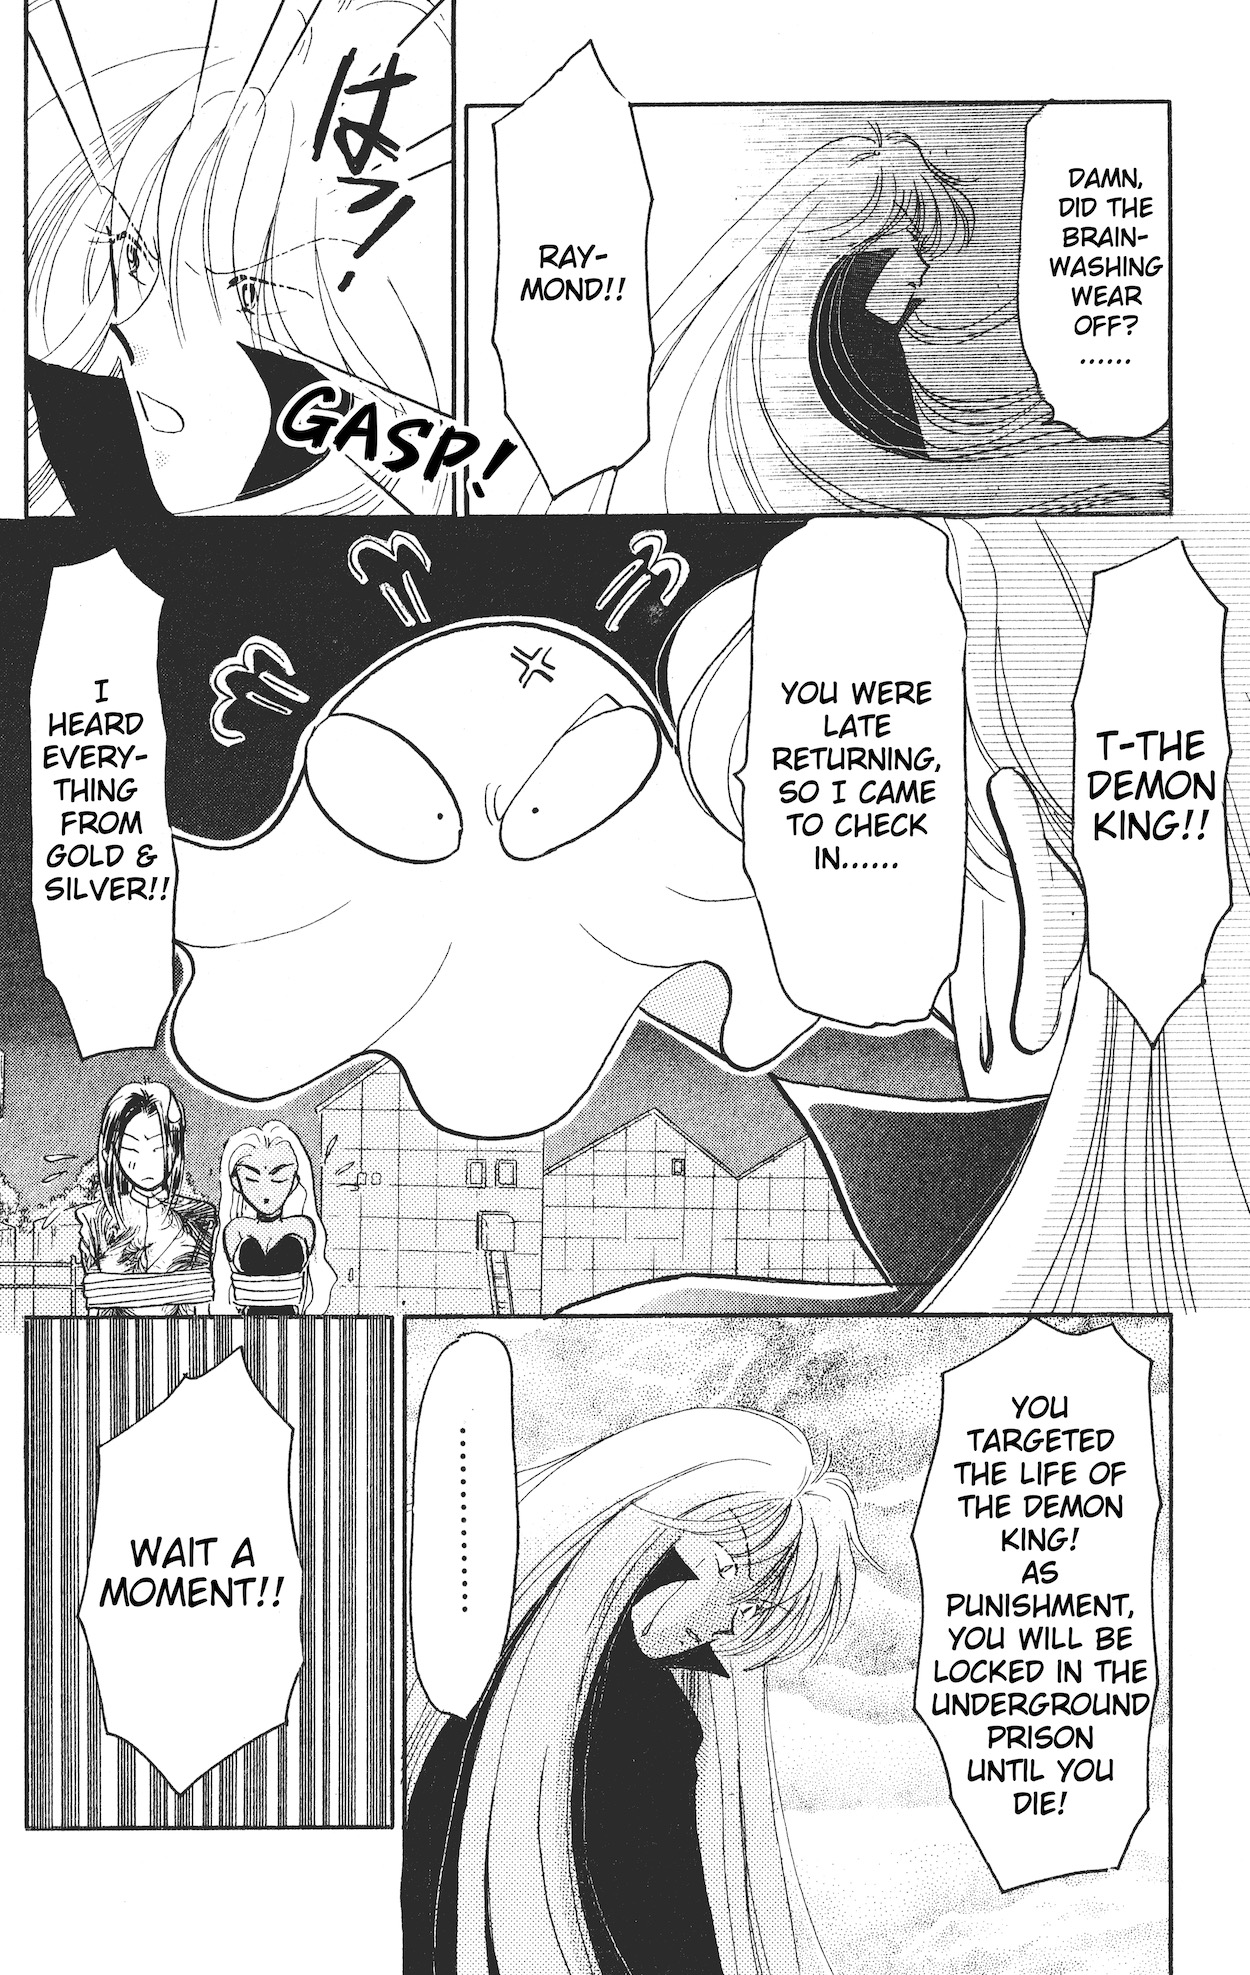 DAMN,
DID THE
BRAIN-
WASHING
WEAR
OFF?
......
RAY-
MOND!!
はっ!
GASP!
T-THE
DEMON
KING!!
YOU WERE
LATE
RETURNING,
SO I CAME
TO CHECK
IN......
I
HEARD
EVERY-
THING
FROM
GOLD &
SILVER!!
YOU
TARGETED
THE LIFE OF
THE DEMON
KING!
AS
PUNISHMENT,
YOU WILL BE
LOCKED IN THE
UNDERGROUND
PRISON
UNTIL YOU
DIE!
............
WAIT A
MOMENT!!